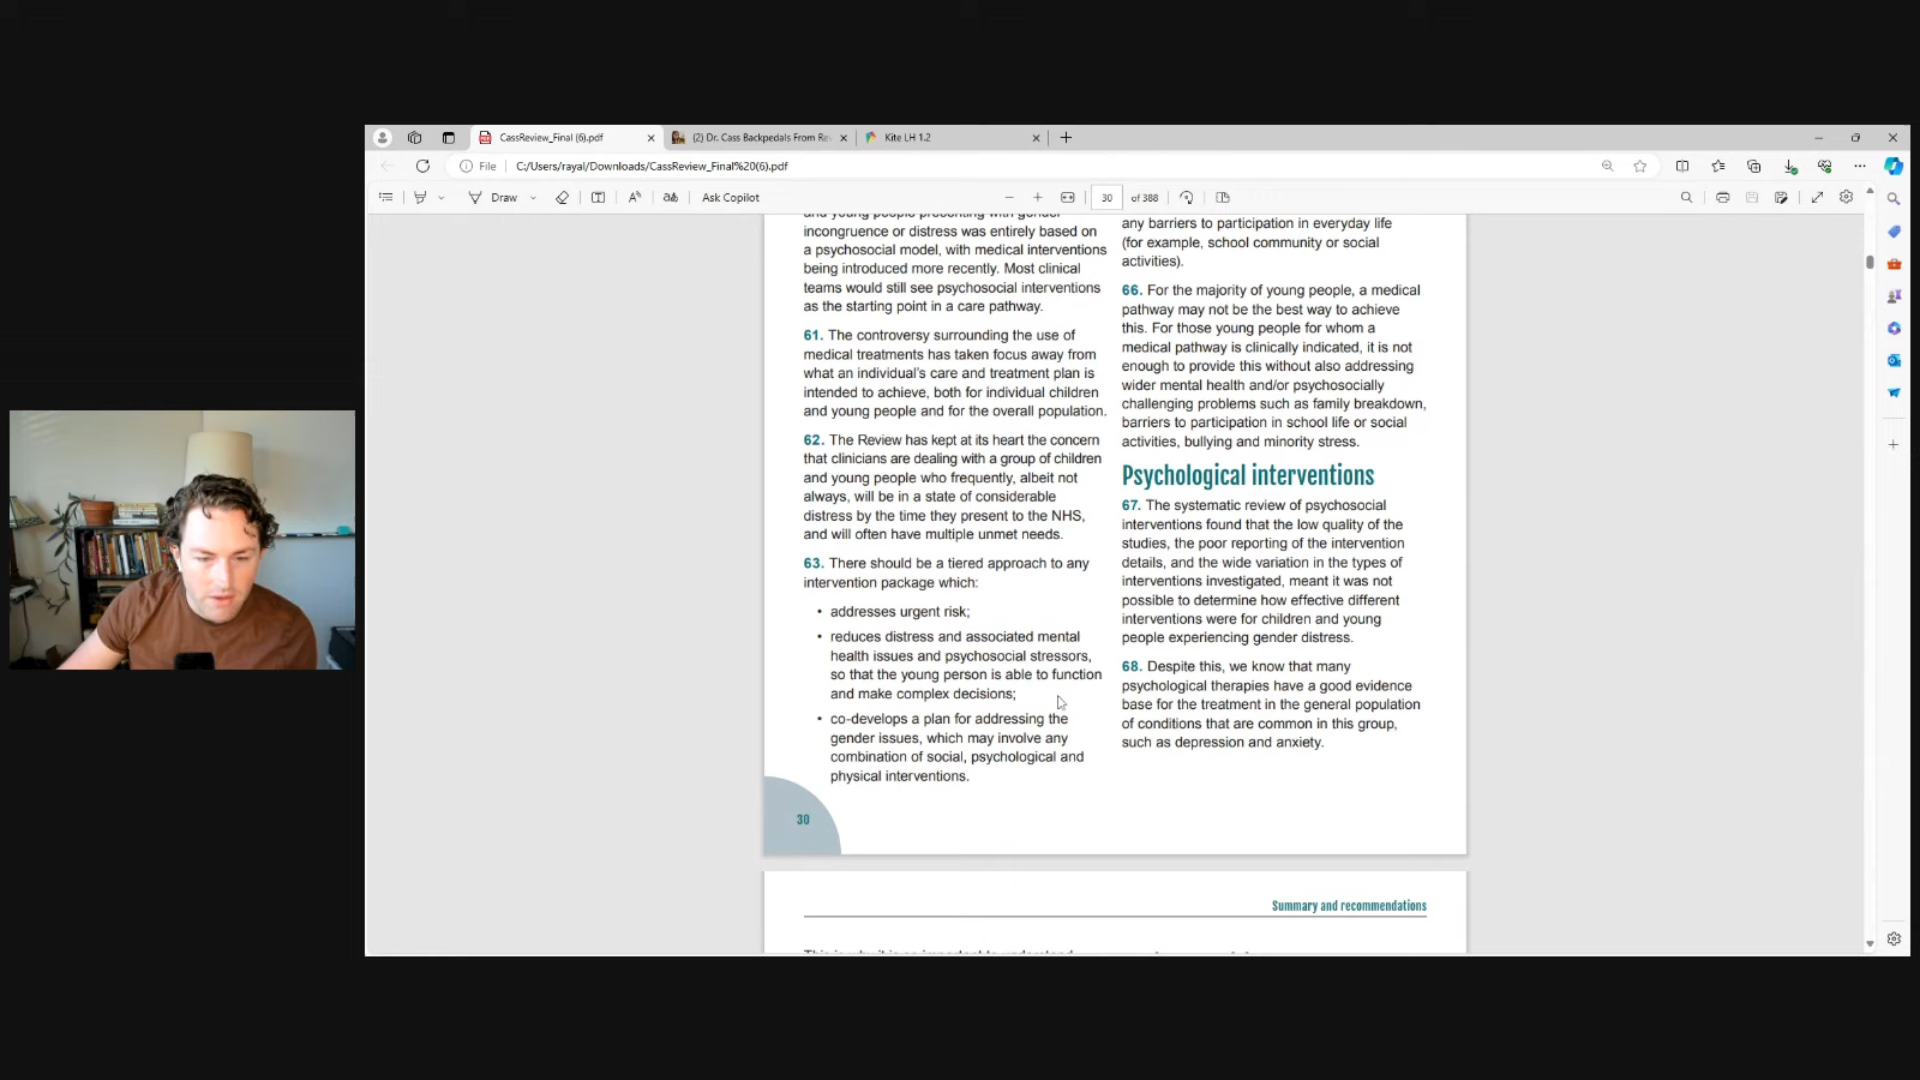 CassReview_Final (6).pdf
(2) Dr. Cass Backpedals From Re
Kite LH 1.2
File
C:/Users/rayal/Downloads/CassReview_Final%20(6).pdf
Draw
Ask Copilot
30
of 388
and young people presenting with gender
incongruence or distress was entirely based on
a psychosocial model, with medical interventions
being introduced more recently. Most clinical
teams would still see psychosocial interventions
as the starting point in a care pathway.
61. The controversy surrounding the use of
medical treatments has taken focus away from
what an individual's care and treatment plan is
intended to achieve, both for individual children
and young people and for the overall population.
62. The Review has kept at its heart the concern
that clinicians are dealing with a group of children
and young people who frequently, albeit not
always, will be in a state of considerable
distress by the time they present to the NHS,
and will often have multiple unmet needs.
63. There should be a tiered approach to any
intervention package which:
• addresses urgent risk;
• reduces distress and associated mental
health issues and psychosocial stressors,
so that the young person is able to function
and make complex decisions;
• co-develops a plan for addressing the
gender issues, which may involve any
combination of social, psychological and
physical interventions.
30
any barriers to participation in everyday life
(for example, school community or social
activities).
66. For the majority of young people, a medical
pathway may not be the best way to achieve
this. For those young people for whom a
medical pathway is clinically indicated, it is not
enough to provide this without also addressing
wider mental health and/or psychosocially
challenging problems such as family breakdown,
barriers to participation in school life or social
activities, bullying and minority stress.
Psychological interventions
67. The systematic review of psychosocial
interventions found that the low quality of the
studies, the poor reporting of the intervention
details, and the wide variation in the types of
interventions investigated, meant it was not
possible to determine how effective different
interventions were for children and young
people experiencing gender distress.
68. Despite this, we know that many
psychological therapies have a good evidence
base for the treatment in the general population
of conditions that are common in this group,
such as depression and anxiety.
Summary and recommendations
This is why it is so important to understand